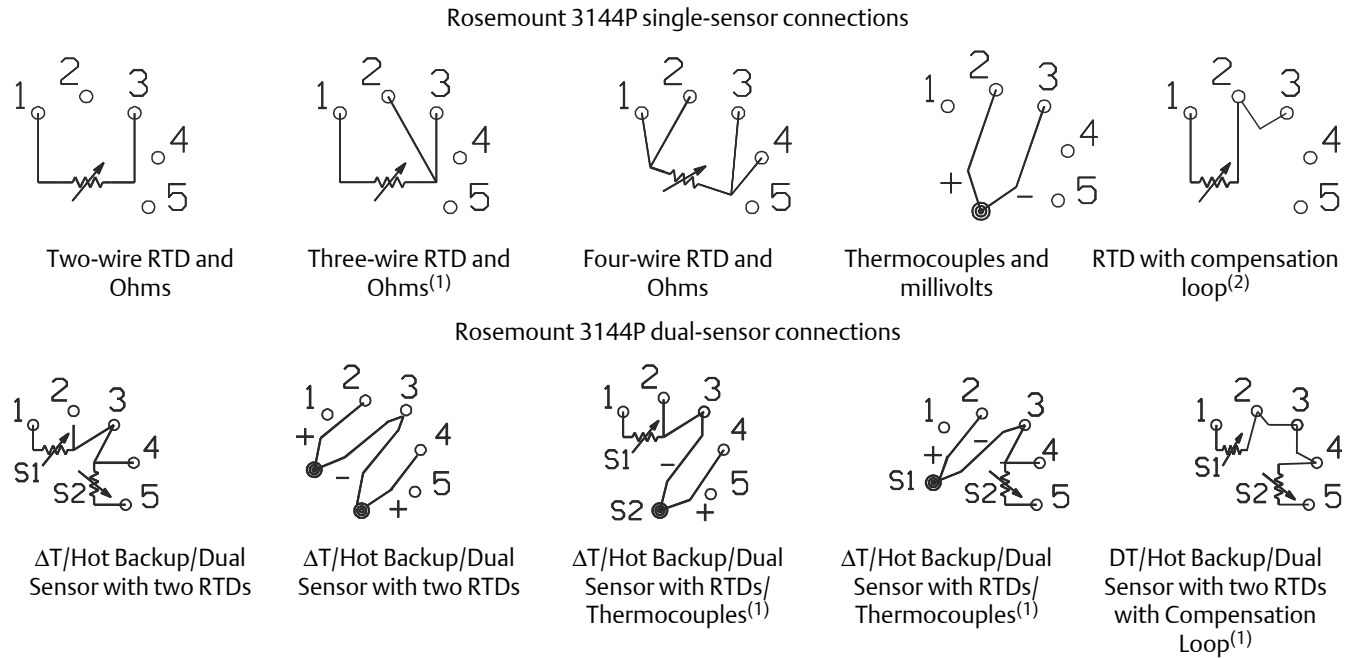 Rosemount 3144P single-sensor connections
1 2 3 4 5
1 2 3 4 5
1 2 3 4 5
1 2 3 4 5 + –
1 2 3 4 5
Two-wire RTD and
Ohms
Three-wire RTD and
Ohms(1)
Four-wire RTD and
Ohms
Thermocouples and
millivolts
RTD with compensation
loop(2)
Rosemount 3144P dual-sensor connections
1 2 3 4 5 S1 S2
1 2 3 4 5 + – +
1 2 3 4 5 S1 – S2 +
1 2 3 4 5 + – S1 S2
1 2 3 4 5 S1 S2
ΔT/Hot Backup/Dual
Sensor with two RTDs
ΔT/Hot Backup/Dual
Sensor with two RTDs
ΔT/Hot Backup/Dual
Sensor with RTDs/
Thermocouples(1)
ΔT/Hot Backup/Dual
Sensor with RTDs/
Thermocouples(1)
DT/Hot Backup/Dual
Sensor with two RTDs
with Compensation
Loop(1)